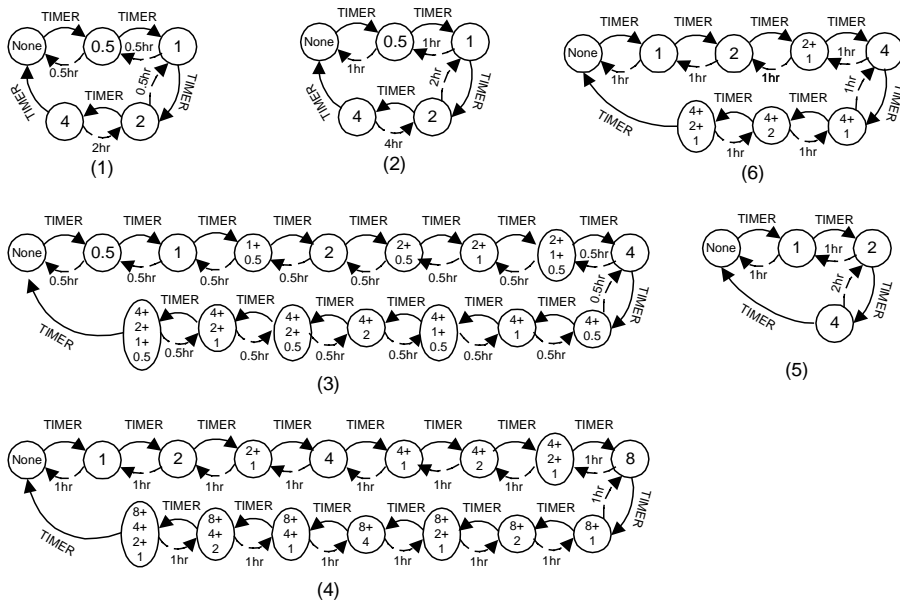 TIMER TIMER
None 0.5 1
0.5hr 0.5hr
TIMER 0.5hr TIMER
TIMER
4 2
2hr
(1)
TIMER TIMER
None 0.5 1
1hr 1hr
TIMER 2hr TIMER
TIMER
4 2
4hr
(2)
TIMER TIMER TIMER TIMER
None 1 2 2+ 1 4
1hr 1hr 1hr 1hr
TIMER 1hr TIMER
TIMER TIMER
4+ 2+ 1 4+ 2 4+ 1
1hr 1hr
(6)
TIMER TIMER TIMER TIMER TIMER TIMER TIMER TIMER
None 0.5 1 1+ 0.5 2 2+ 0.5 2+ 1 2+ 1+ 0.5 4
0.5hr 0.5hr 0.5hr 0.5hr 0.5hr 0.5hr 0.5hr 0.5hr
TIMER 0.5hr TIMER
TIMER TIMER TIMER TIMER TIMER TIMER
4+ 2+ 1+ 0.5 4+ 2+ 1 4+ 2+ 0.5 4+ 2 4+ 1+ 0.5 4+ 1 4+ 0.5
0.5hr 0.5hr 0.5hr 0.5hr 0.5hr 0.5hr
(3)
TIMER TIMER
None 1 2
1hr 1hr
TIMER 2hr TIMER
4
(5)
TIMER TIMER TIMER TIMER TIMER TIMER TIMER TIMER
None 1 2 2+ 1 4 4+ 1 4+ 2 4+ 2+ 1 8
1hr 1hr 1hr 1hr 1hr 1hr 1hr 1hr
TIMER 1hr TIMER
TIMER TIMER TIMER TIMER TIMER TIMER
8+ 4+ 2+ 1 8+ 4+ 2 8+ 4+ 1 8+ 4 8+ 2+ 1 8+ 2 8+ 1
1hr 1hr 1hr 1hr 1hr 1hr
(4)